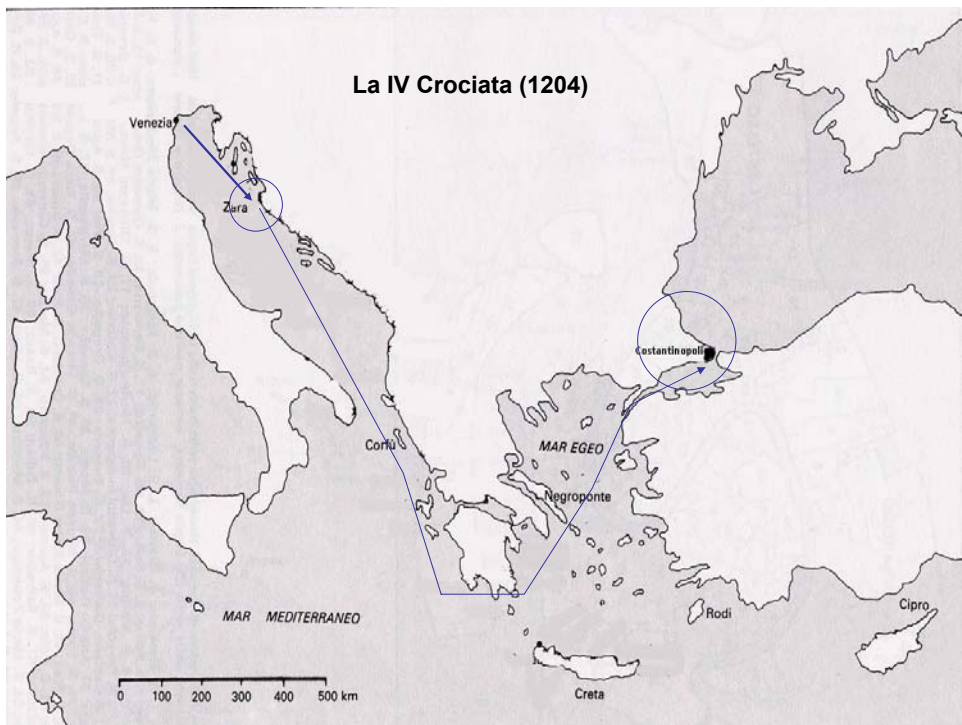 La IV Crociata (1204)
Venezia
Zara
Costantinopoli
Corfù
MAR EGEO
Negroponte
MAR MEDITERRANEO
Rodi
Cipro
Creta
0 100 200 300 400 500 km